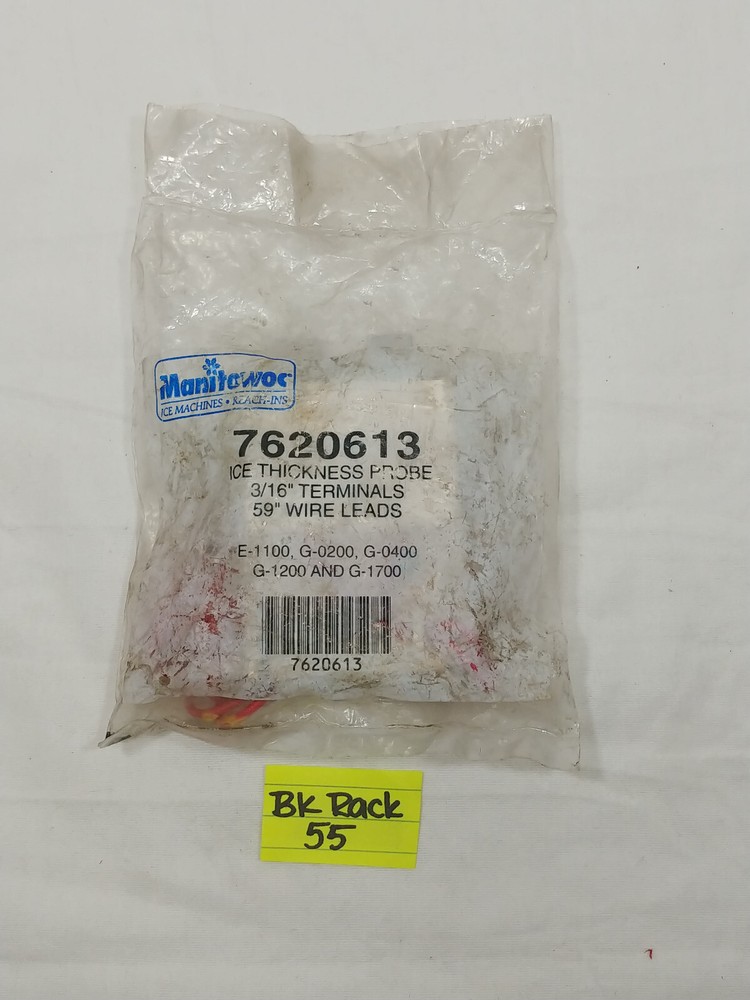 Manitowoc
ICE MACHINES • REACH-INS
7620613
ICE THICKNESS PROBE
3/16" TERMINALS
59" WIRE LEADS
E-1100, G-0200, G-0400
G-1200 AND G-1700
7620613
BK Rack
55